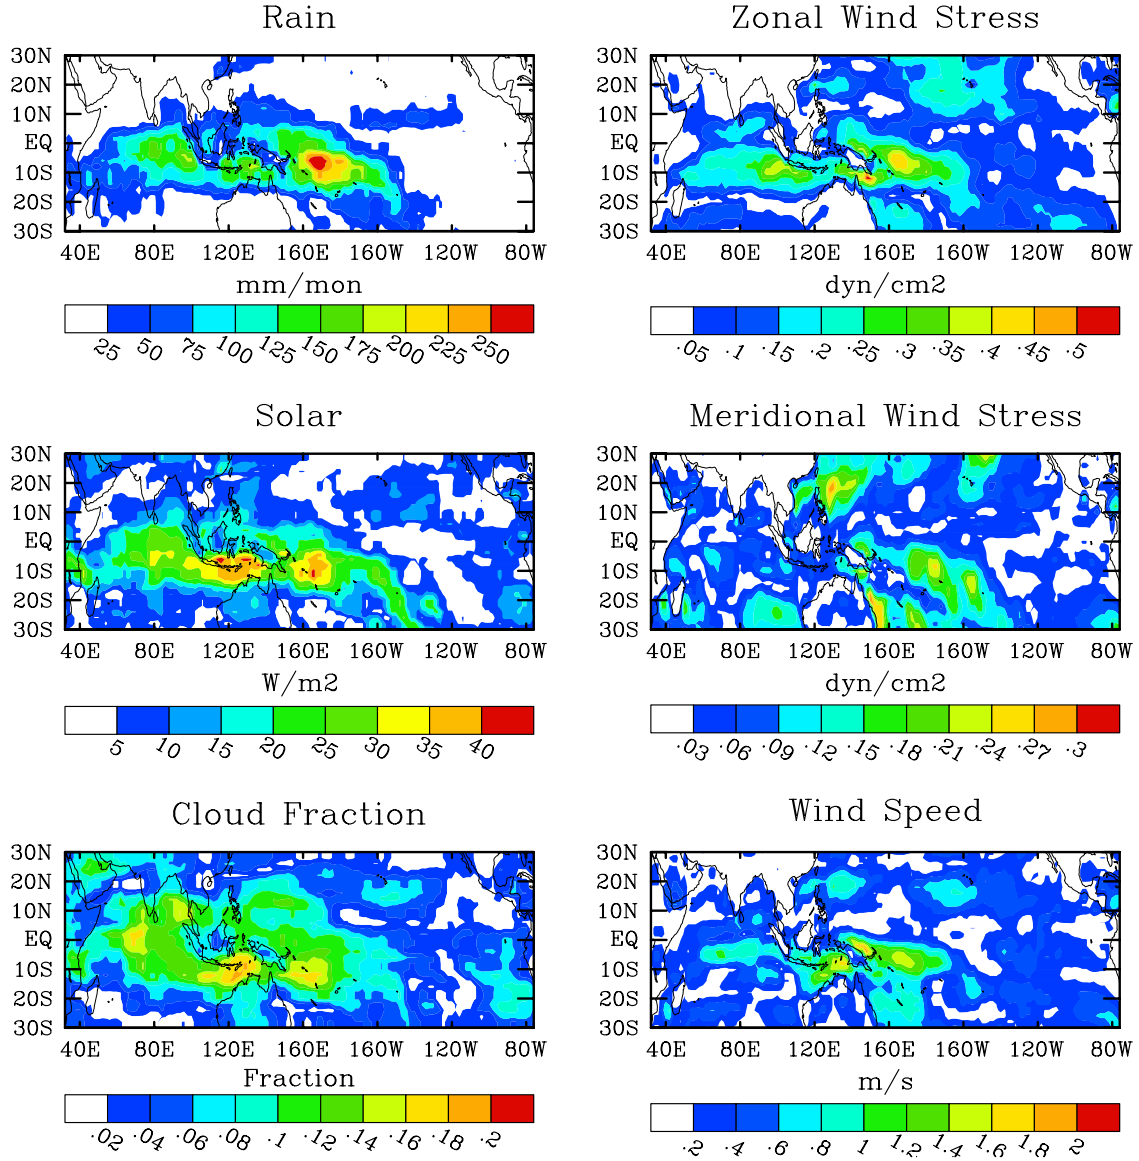 Rain
30N
20N
10N
EQ
10S
20S
30S
40E 80E 120E 160E 160W 120W 80W
mm/mon
25 50 75 100 125 150 175 200 225 250
Zonal Wind Stress
30N
20N
10N
EQ
10S
20S
30S
40E 80E 120E 160E 160W 120W 80W
dyn/cm2
.05 .1 .15 .2 .25 .3 .35 .4 .45 .5
Solar
30N
20N
10N
EQ
10S
20S
30S
40E 80E 120E 160E 160W 120W 80W
W/m2
5 10 15 20 25 30 35 40
Meridional Wind Stress
30N
20N
10N
EQ
10S
20S
30S
40E 80E 120E 160E 160W 120W 80W
dyn/cm2
.03 .06 .09 .12 .15 .18 .21 .24 .27 .3
Cloud Fraction
30N
20N
10N
EQ
10S
20S
30S
40E 80E 120E 160E 160W 120W 80W
Fraction
.02 .04 .06 .08 .1 .12 .14 .16 .18 .2
Wind Speed
30N
20N
10N
EQ
10S
20S
30S
40E 80E 120E 160E 160W 120W 80W
m/s
.2 .4 .6 .8 1 1.2 1.4 1.6 1.8 2